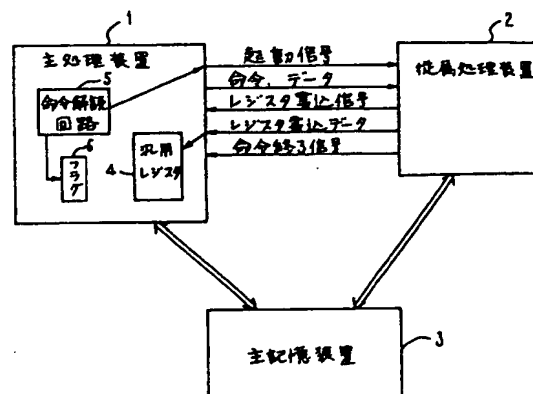 1
2
主処理装置
起動信号
従属処理装置
5
命令、データ
命令解読
回路
レジスタ書込信号
レジスタ書込データ
6
フラグ
4
汎用
レジスタ
命令終了信号
主記憶装置
3